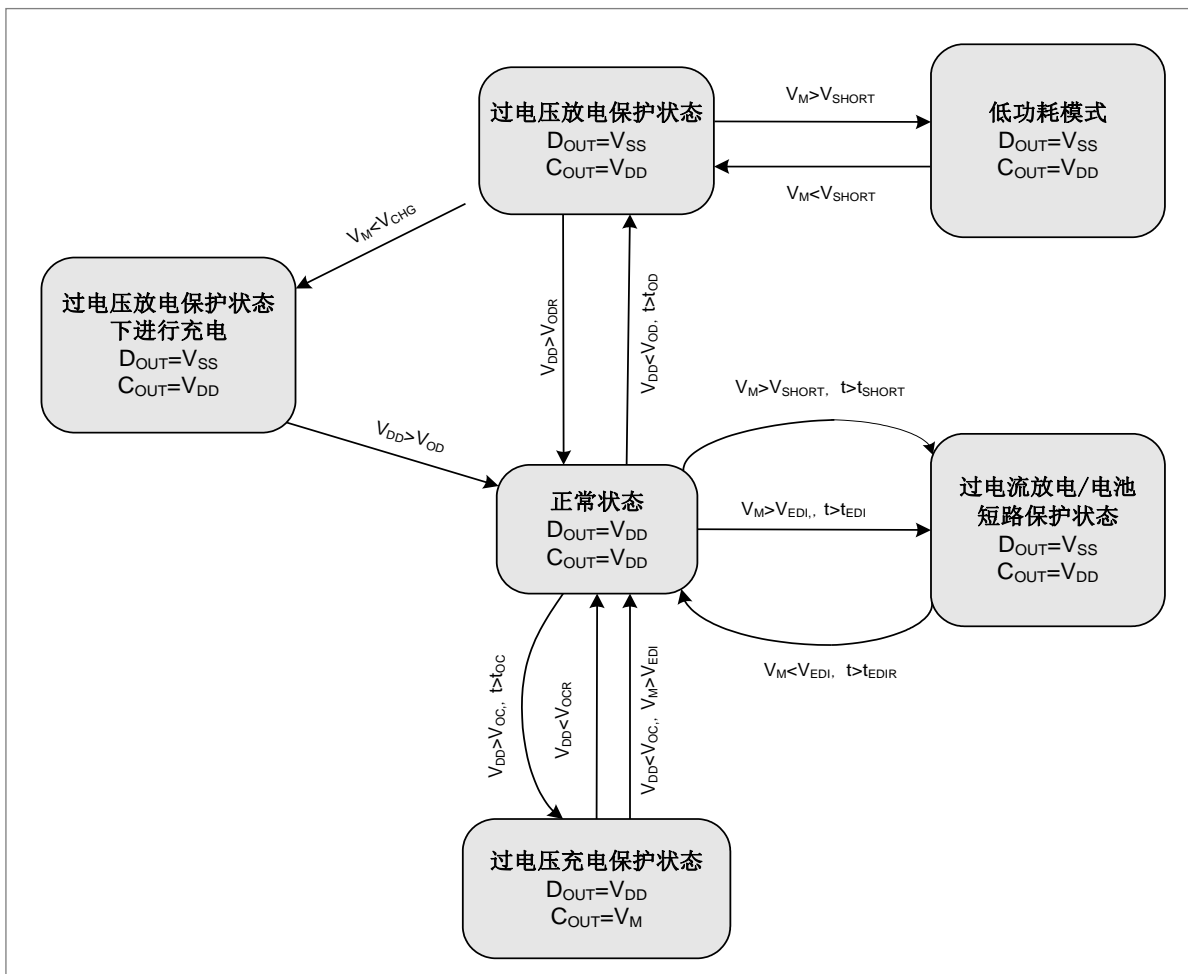 过电压放电保护状态
DOUT=VSS
COUT=VDD
VM>VSHORT
VM<VSHORT
低功耗模式
DOUT=VSS
COUT=VDD
VM<VCHG
过电压放电保护状态
下进行充电
DOUT=VSS
COUT=VDD
VDD>VODR
VDD<VOD, t>tOD
VDD>VOD
VM>VSHORT, t>tSHORT
正常状态
DOUT=VDD
COUT=VDD
VM>VEDI,, t>tEDI
过电流放电/电池
短路保护状态
DOUT=VSS
COUT=VDD
VM<VEDI, t>tEDIR
VDD>VOC,, t>tOC
VDD<VOCR
VDD<VOC,, VM>VEDI
过电压充电保护状态
DOUT=VDD
COUT=VM